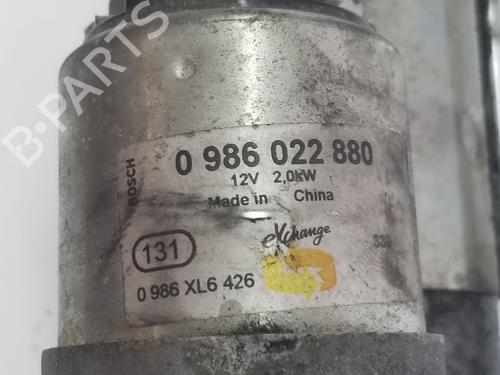 B-PARTS
BOSCH
0 986 022 880
12V 2,0kW
Made in China
eXchange
131
0 986 XL6 426